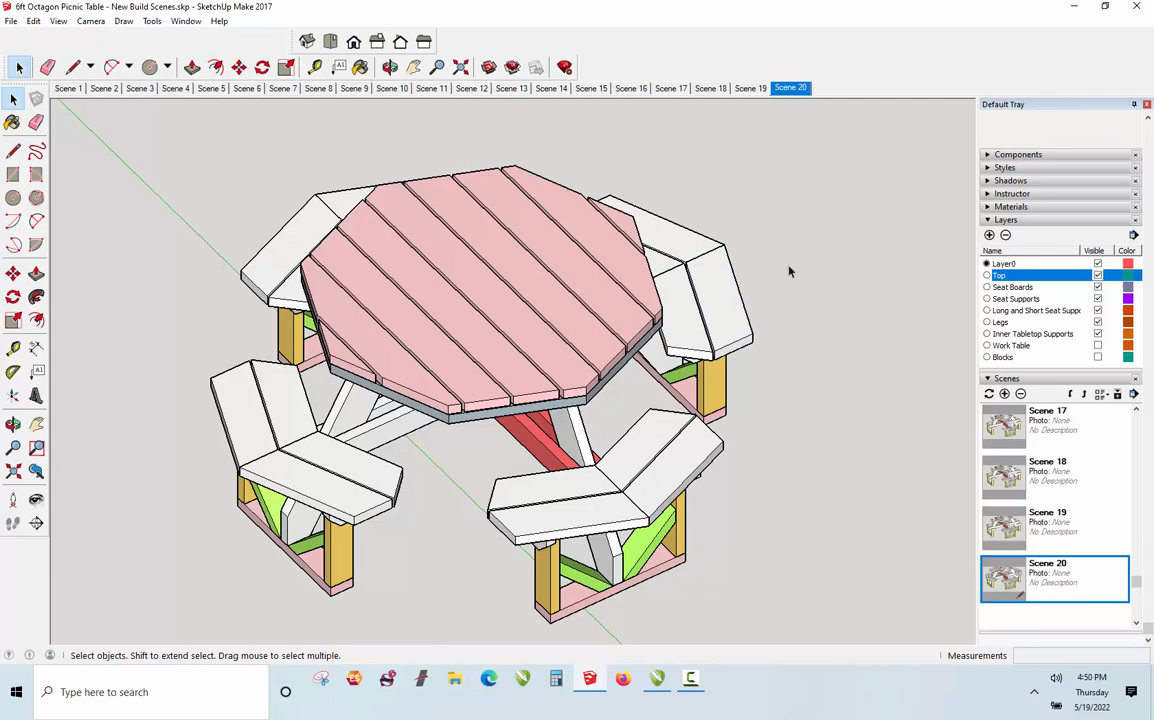 6ft Octagon Picnic Table - New Build Scenes.skp - SketchUp Make 2017
File Edit View Camera Draw Tools Window Help
Scene 1 Scene 2 Scene 3 Scene 4 Scene 5 Scene 6 Scene 7 Scene 8 Scene 9 Scene 10 Scene 11 Scene 12 Scene 13 Scene 14 Scene 15 Scene 16 Scene 17 Scene 18 Scene 19 Scene 20
Default Tray
Components
Styles
Shadows
Instructor
Materials
Layers
Name Visible Color
Layer0
Top
Seat Boards
Seat Supports
Long and Short Seat Suppo
Legs
Inner Tabletop Supports
Work Table
Blocks
Scenes
Scene 17
Photo: None
No Description
Scene 18
Photo: None
No Description
Scene 19
Photo: None
No Description
Scene 20
Photo: None
No Description
Select objects. Shift to extend select. Drag mouse to select multiple.
Measurements
Type here to search
4:50 PM
Thursday
5/19/2022